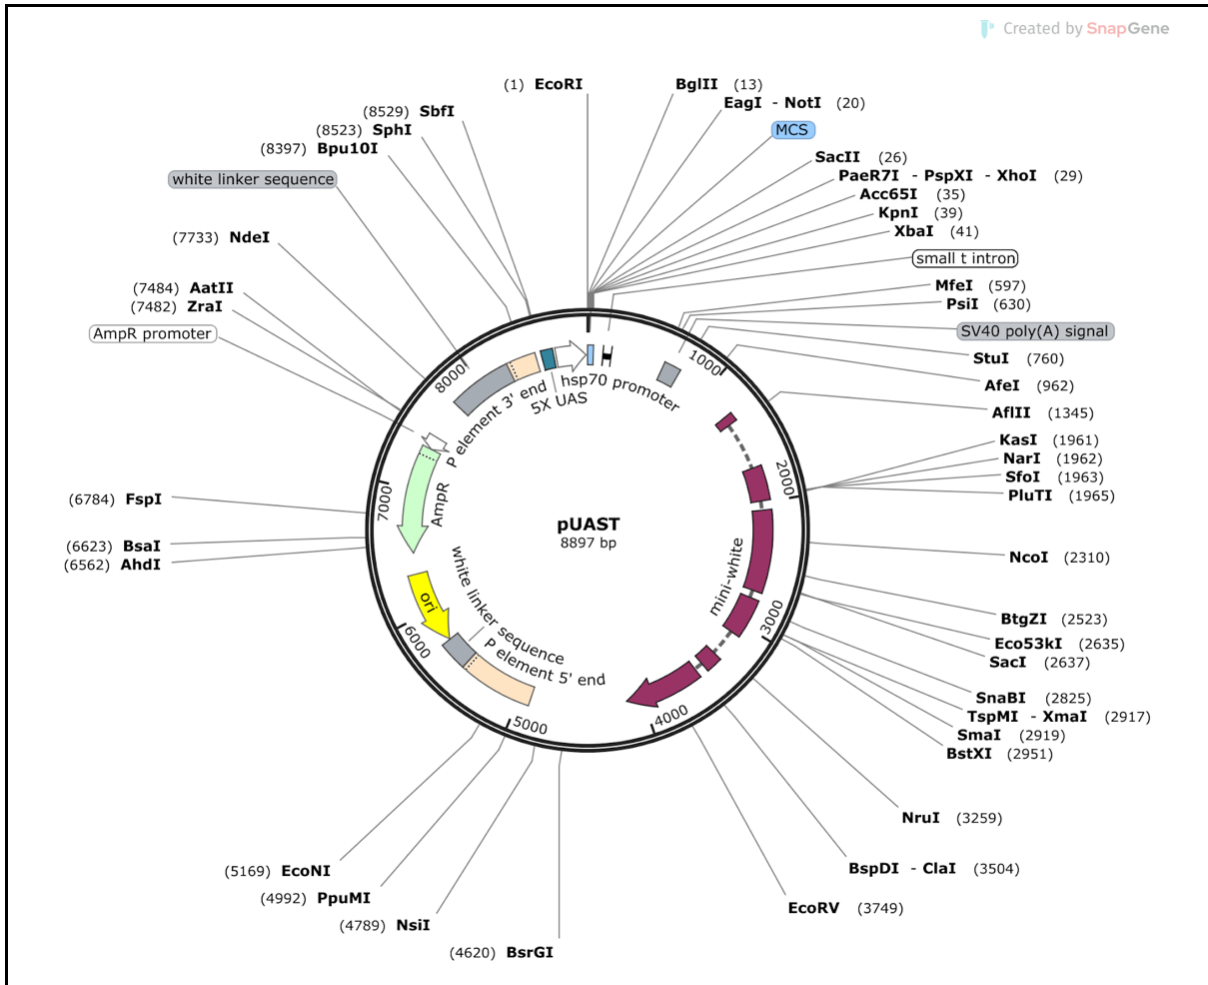 Created by SnapGene
(1) EcoRI
BglII (13)
EagI - NotI (20)
MCS
SacII (26)
PaeR7I - PspXI - XhoI (29)
Acc65I (35)
KpnI (39)
XbaI (41)
small t intron
MfeI (597)
PsiI (630)
SV40 poly(A) signal
StuI (760)
AfeI (962)
AflII (1345)
KasI (1961)
NarI (1962)
SfoI (1963)
PluTI (1965)
NcoI (2310)
BtgZI (2523)
Eco53kI (2635)
SacI (2637)
SnaBI (2825)
TspMI - XmaI (2917)
SmaI (2919)
BstXI (2951)
NruI (3259)
BspDI - ClaI (3504)
EcoRV (3749)
(4620) BsrGI
(4789) NsiI
(4992) PpuMI
(5169) EcoNI
(6562) AhdI
(6623) BsaI
(6784) FspI
AmpR promoter
(7482) ZraI
(7484) AatII
(7733) NdeI
white linker sequence
(8397) Bpu10I
(8523) SphI
(8529) SbfI
1000
2000
3000
4000
5000
6000
7000
8000
hsp70 promoter
5X UAS
P element 3' end
AmpR
ori
white linker sequence
P element 5' end
mini-white
pUAST
8897 bp